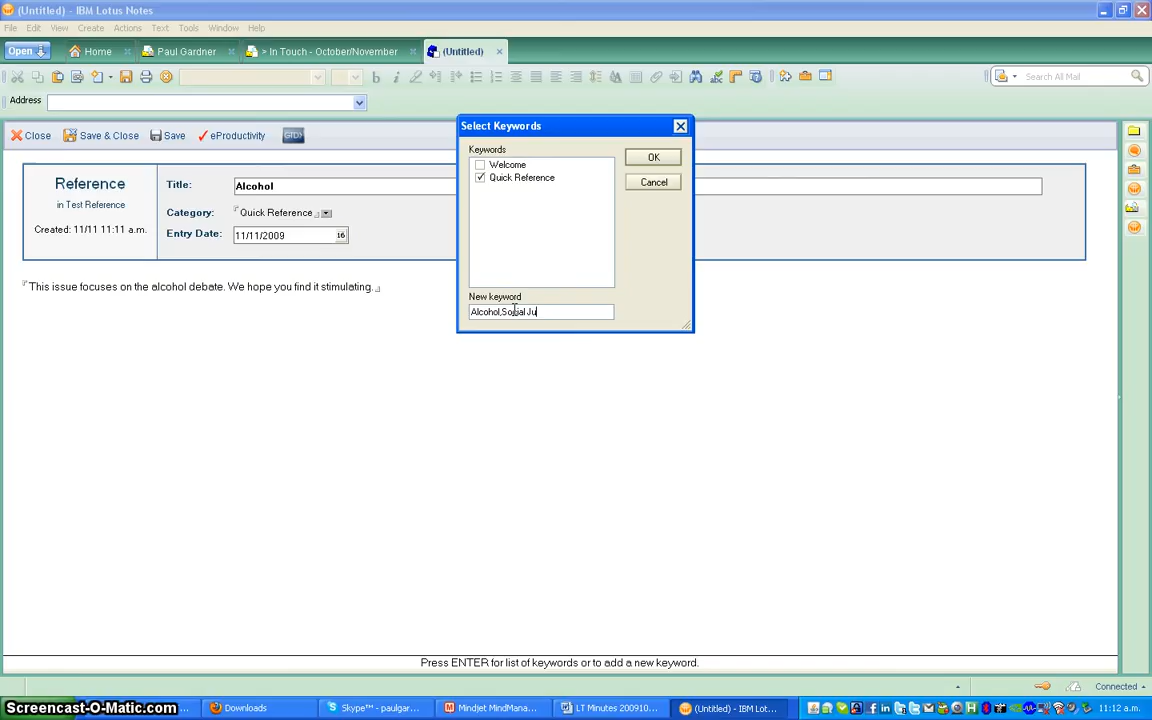 (Untitled) - IBM Lotus Notes
File Edit View Create Actions Text Tools Window Help
Open Home Paul Gardner > In Touch - October/November (Untitled)
Search All Mail
Address
Close Save & Close Save eProductivity GTD
Select Keywords
Keywords
Welcome
Quick Reference
OK
Cancel
New keyword
Alcohol,Social Ju
Reference
in Test Reference
Created: 11/11 11:11 a.m.
Title: Alcohol
Category: Quick Reference
Entry Date: 11/11/2009 16
This issue focuses on the alcohol debate. We hope you find it stimulating.
Press ENTER for list of keywords or to add a new keyword.
Connected
Screencast-O-Matic.com ... Downloads Skype™ - paulgar... Mindjet MindMana... LT Minutes 200910... (Untitled) - IBM Lot... 11:12 a.m.